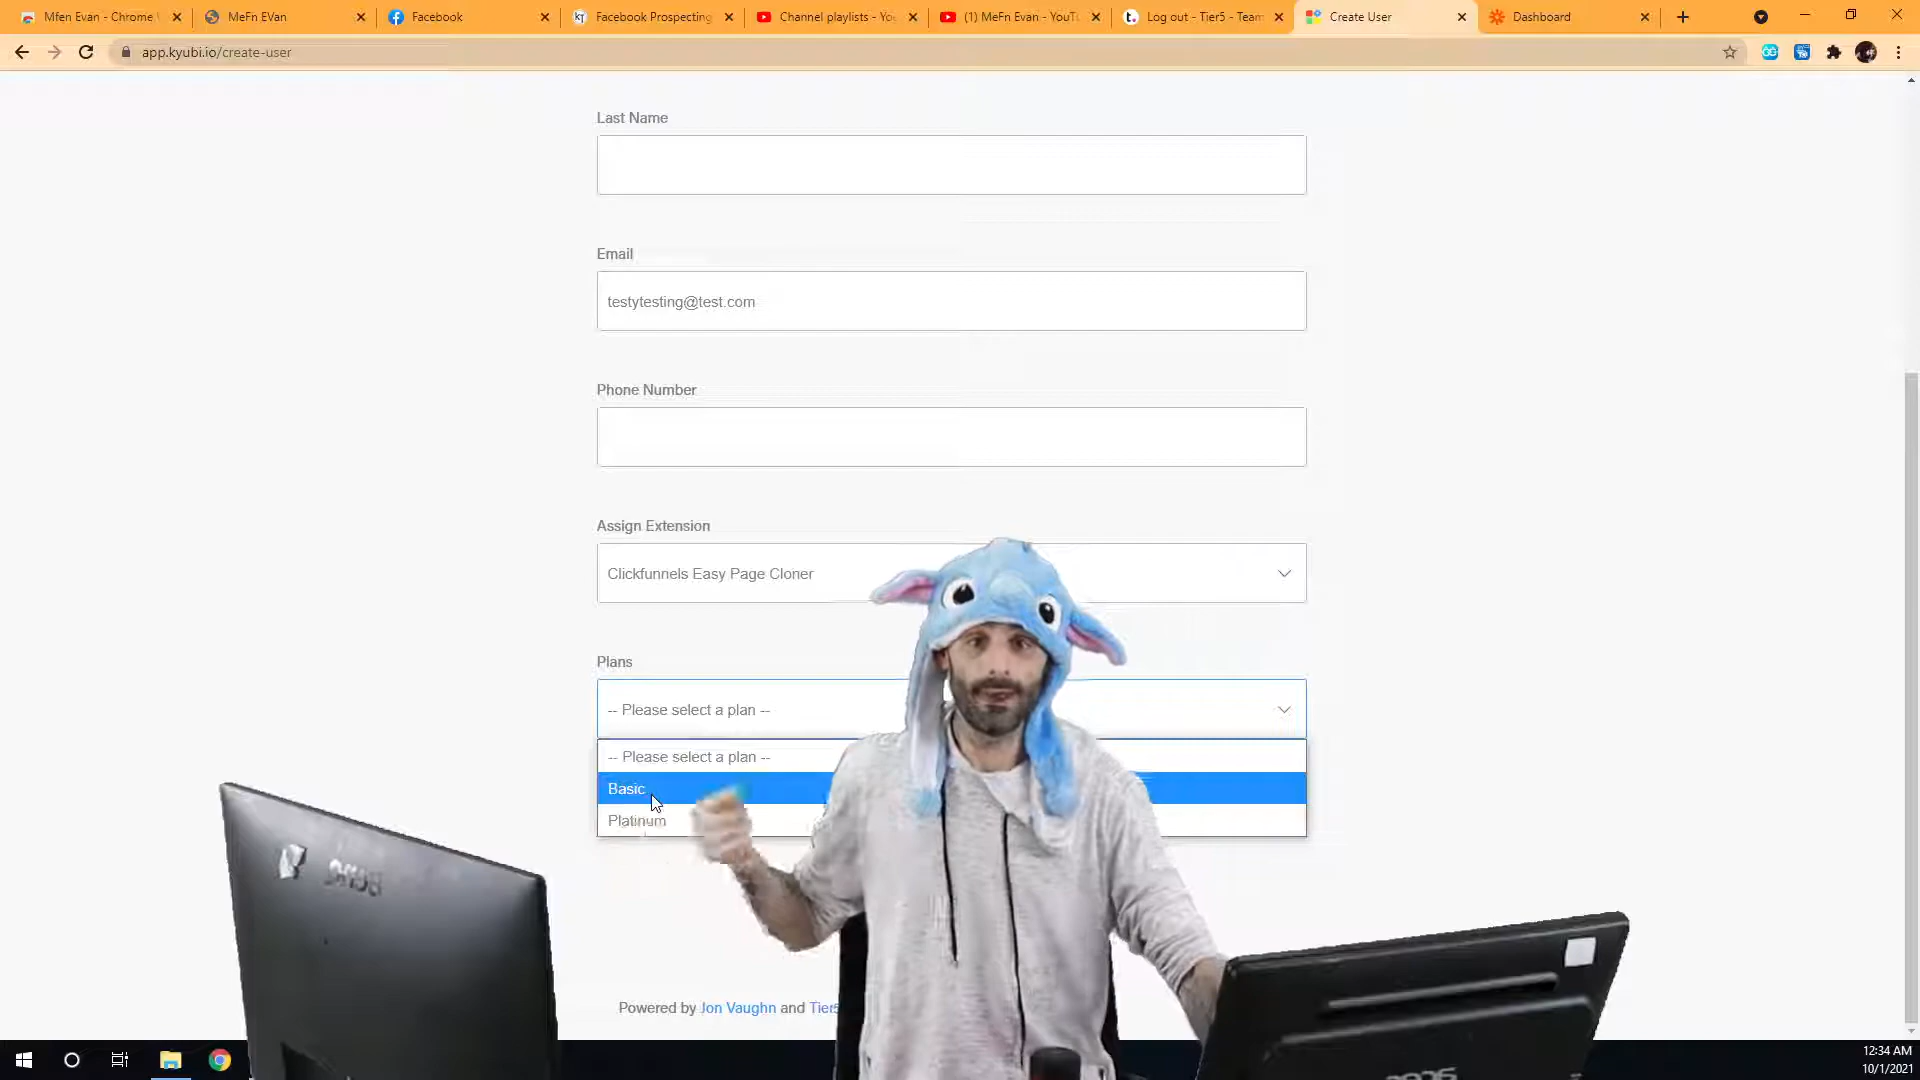 Mfen Evan - Chrome
MeFn EVan
Facebook
Facebook Prospecting
Channel playlists - Yo
(1) MeFn Evan - YouT
Log out - Tier5 - Team
Create User
Dashboard
app.kyubi.io/create-user
Last Name
Email
testytesting@test.com
Phone Number
Assign Extension
Clickfunnels Easy Page Cloner
Plans
-- Please select a plan --
-- Please select a plan --
Basic
Platinum
Powered by Jon Vaughn and Tier5
12:34 AM
10/1/2021